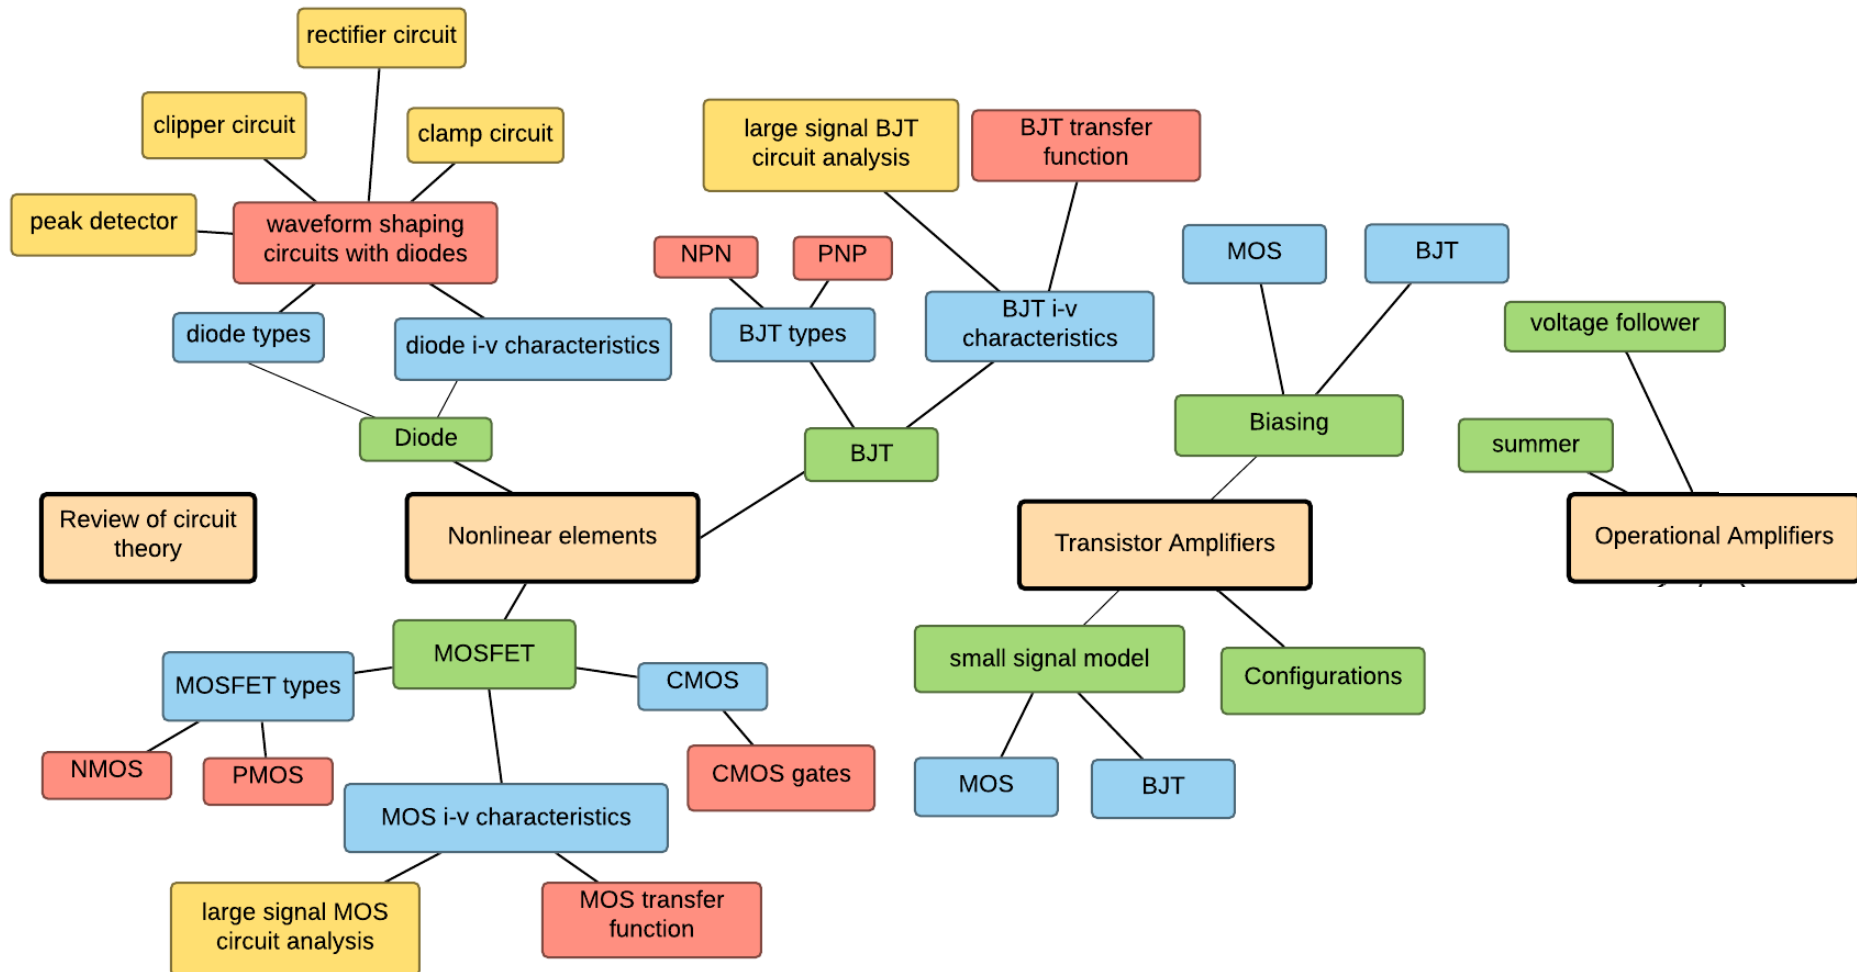 rectifier circuit
clipper circuit
clamp circuit
peak detector
waveform shaping
circuits with diodes
diode types
diode i-v characteristics
Diode
large signal BJT
circuit analysis
BJT transfer
function
NPN
PNP
BJT types
BJT i-v
characteristics
BJT
MOS
BJT
Biasing
voltage follower
summer
Review of circuit
theory
Nonlinear elements
Transistor Amplifiers
Operational Amplifiers
MOSFET
MOSFET types
CMOS
NMOS
PMOS
CMOS gates
MOS i-v characteristics
large signal MOS
circuit analysis
MOS transfer
function
small signal model
Configurations
MOS
BJT